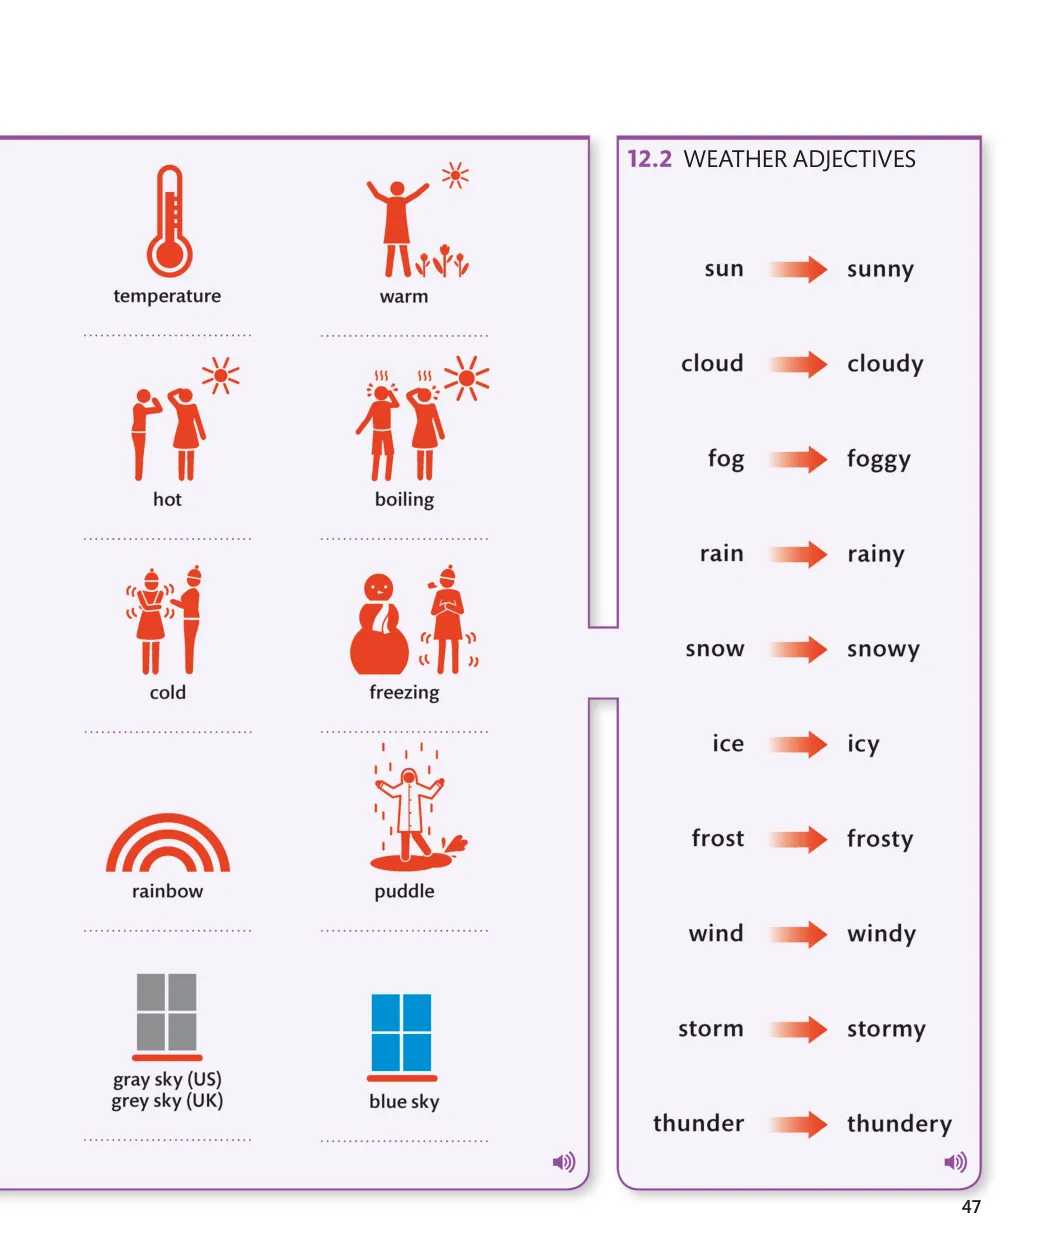 temperature
warm
hot
boiling
cold
freezing
rainbow
puddle
gray sky (US)
grey sky (UK)
blue sky
12.2 WEATHER ADJECTIVES
sun sunny
cloud cloudy
fog foggy
rain rainy
snow snowy
ice icy
frost frosty
wind windy
storm stormy
thunder thundery
47